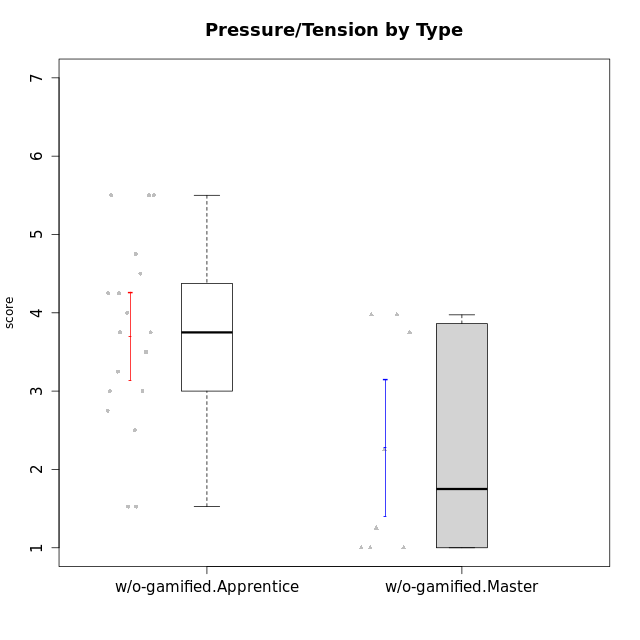 Pressure/Tension by Type
score
7
6
5
4
3
2
1
w/o-gamified.Apprentice
w/o-gamified.Master